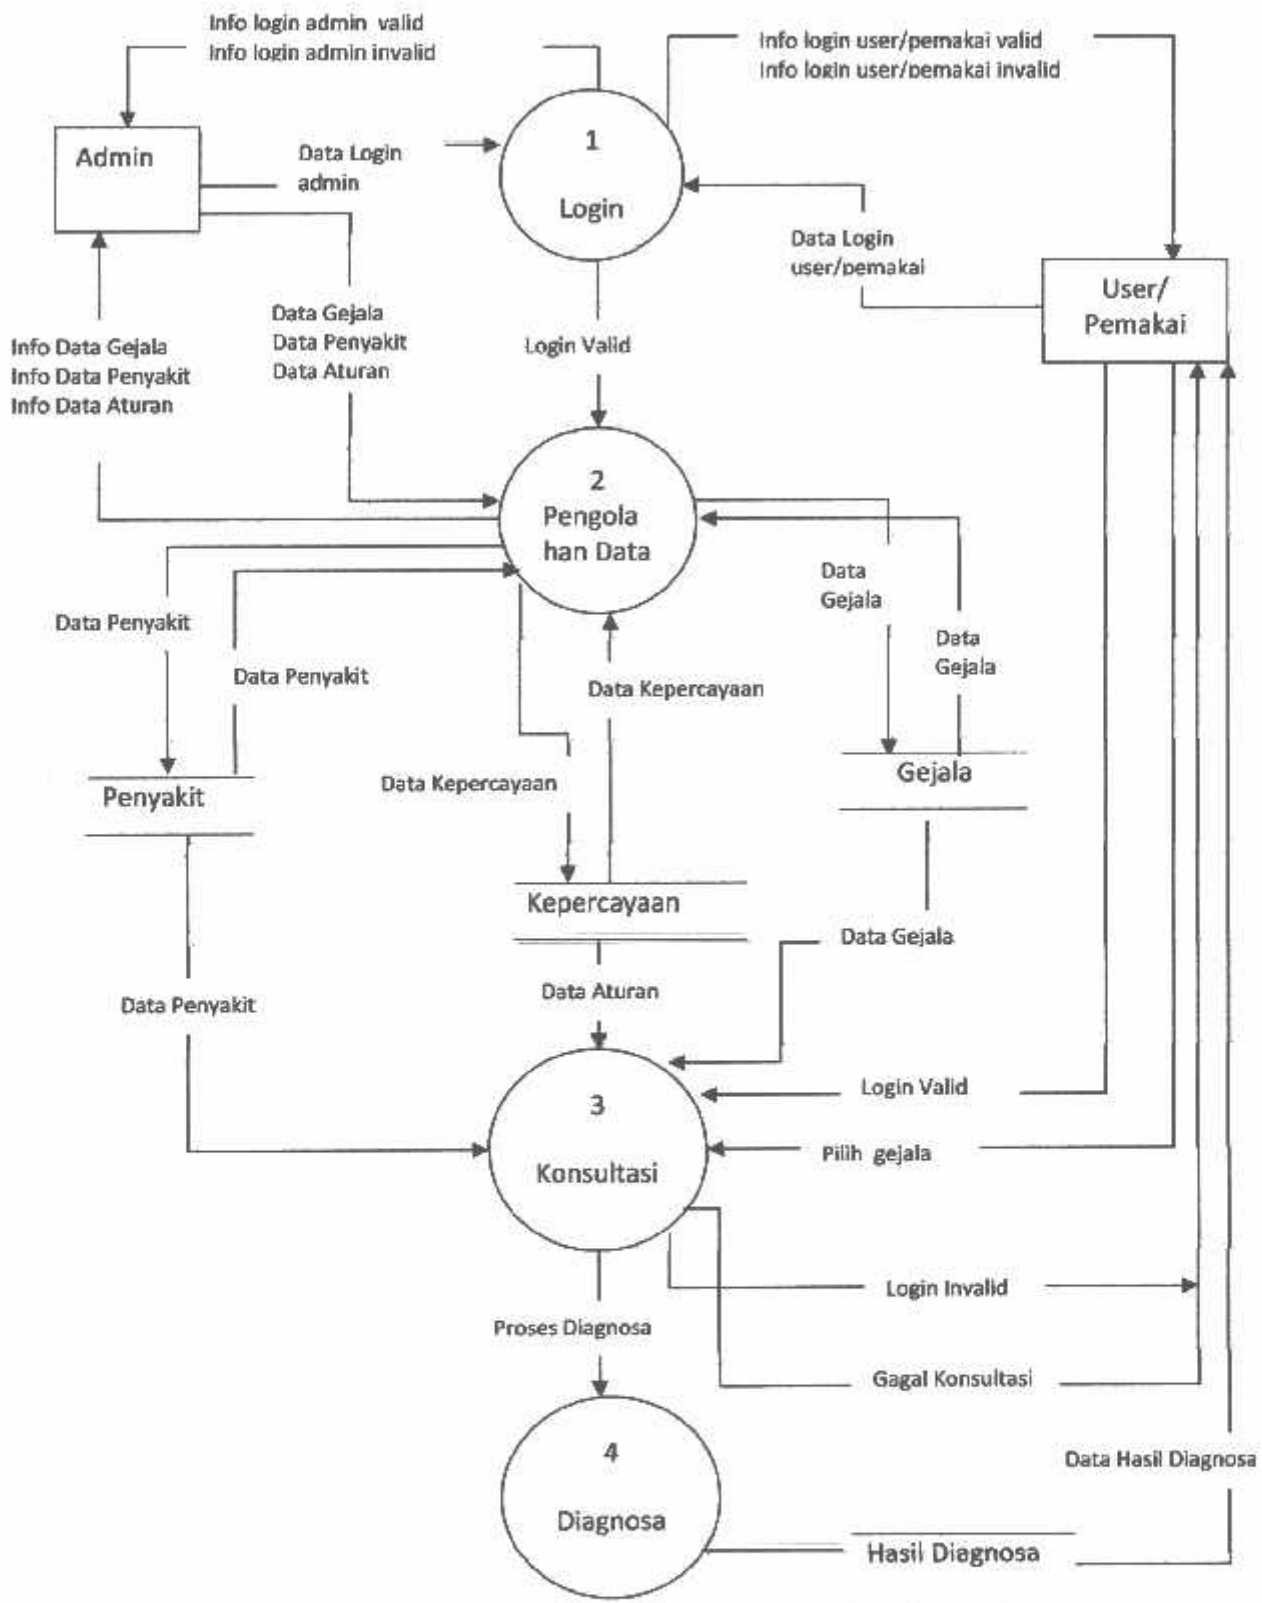 Info login admin valid
Info login admin invalid
Info login user/pemakai valid
Info login user/pemakai invalid
1
Login
Admin
Data Login
admin
Data Login
user/pemakai
User/
Pemakai
Data Gejala
Data Penyakit
Data Aturan
Login Valid
Info Data Gejala
Info Data Penyakit
Info Data Aturan
2
Pengola
han Data
Data
Gejala
Data Penyakit
Data
Gejala
Data Penyakit
Data Kepercayaan
Data Kepercayaan
Gejala
Penyakit
Kepercayaan
Data Gejala
Data Aturan
Data Penyakit
3
Konsultasi
Login Valid
Pilih gejala
Login Invalid
Proses Diagnosa
Gagal Konsultasi
4
Diagnosa
Data Hasil Diagnosa
Hasil Diagnosa